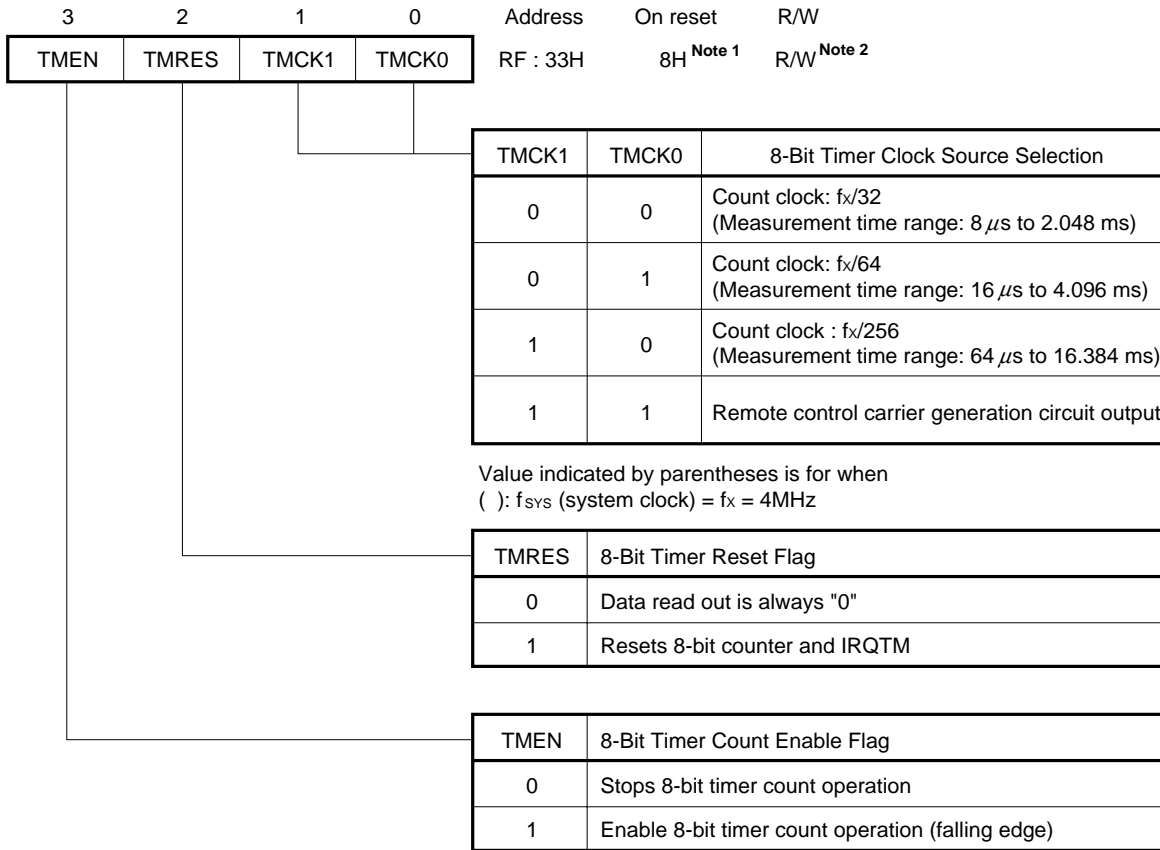 3 2 1 0 Address On reset R/W
TMEN TMRES TMCK1 TMCK0 RF : 33H 8H Note 1 R/W Note 2
TMCK1 TMCK0 8-Bit Timer Clock Source Selection
0 0 Count clock: fx/32
(Measurement time range: 8 μs to 2.048 ms)
0 1 Count clock: fx/64
(Measurement time range: 16 μs to 4.096 ms)
1 0 Count clock : fx/256
(Measurement time range: 64 μs to 16.384 ms)
1 1 Remote control carrier generation circuit output
Value indicated by parentheses is for when
( ): fSYS (system clock) = fx = 4MHz
TMRES 8-Bit Timer Reset Flag
0 Data read out is always "0"
1 Resets 8-bit counter and IRQTM
TMEN 8-Bit Timer Count Enable Flag
0 Stops 8-bit timer count operation
1 Enable 8-bit timer count operation (falling edge)